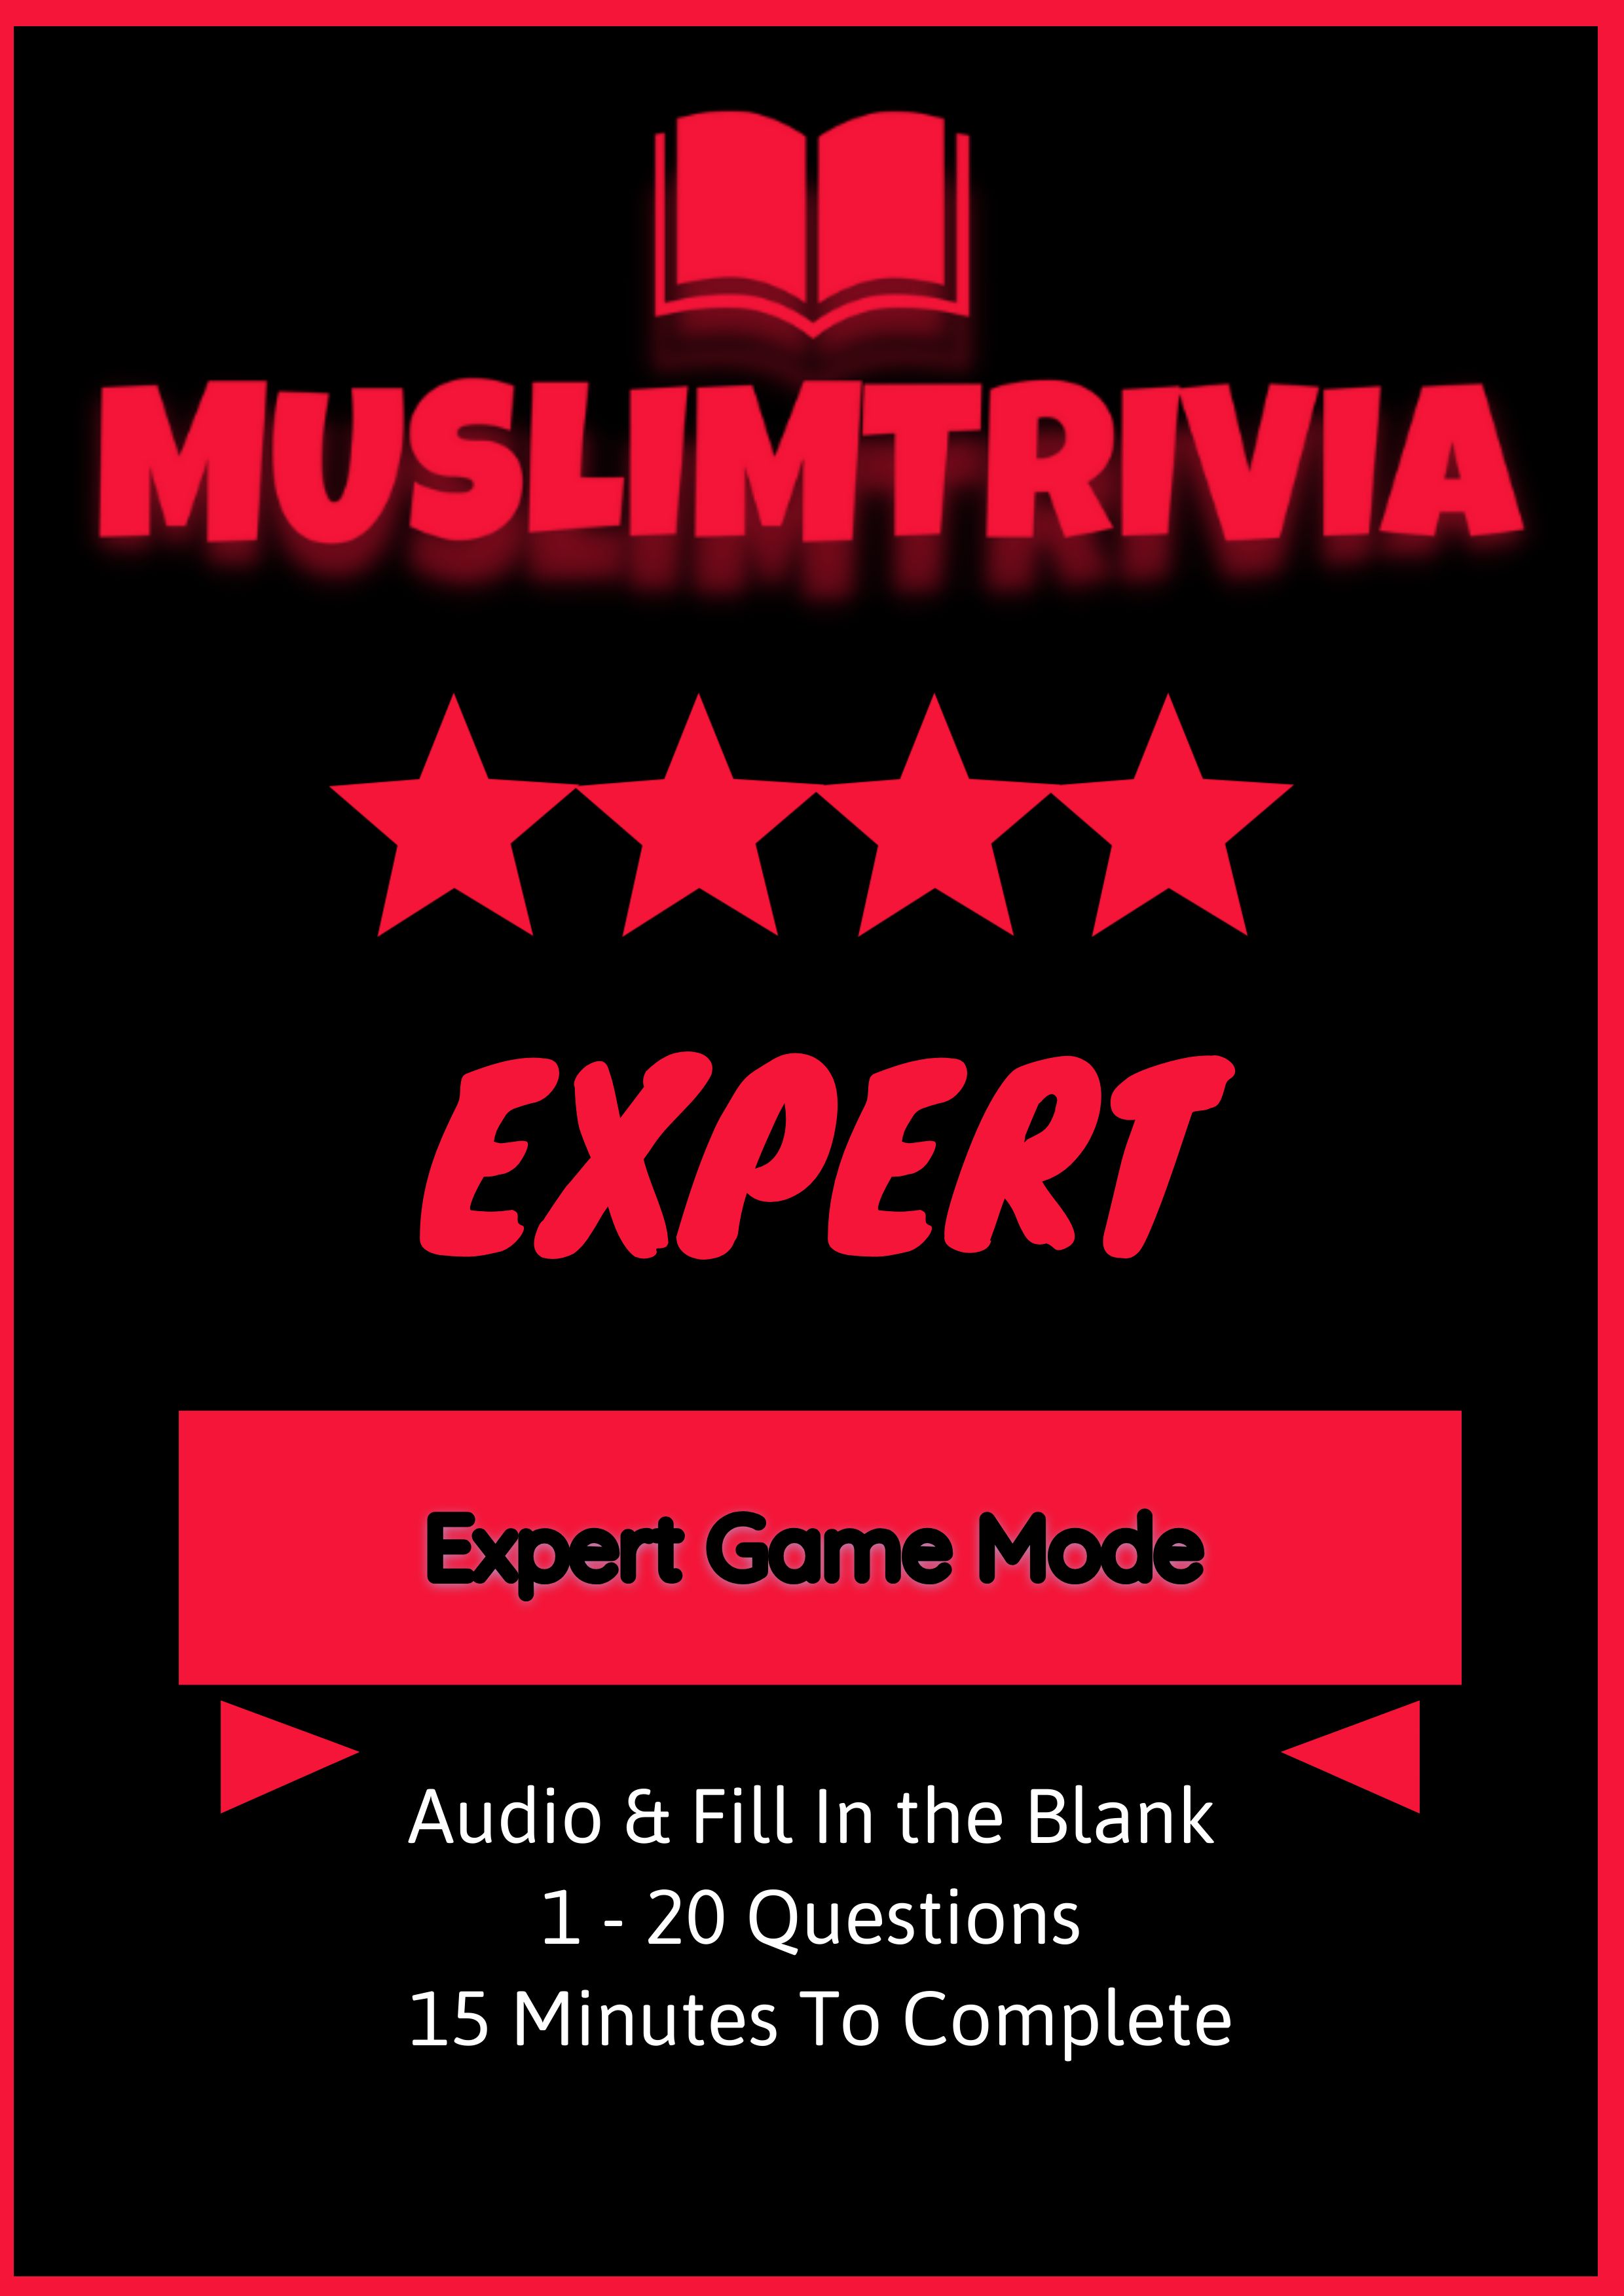 MUSLIMTRIVIA
EXPERT
Expert Game Mode
Audio & Fill In the Blank
1 - 20 Questions
15 Minutes To Complete